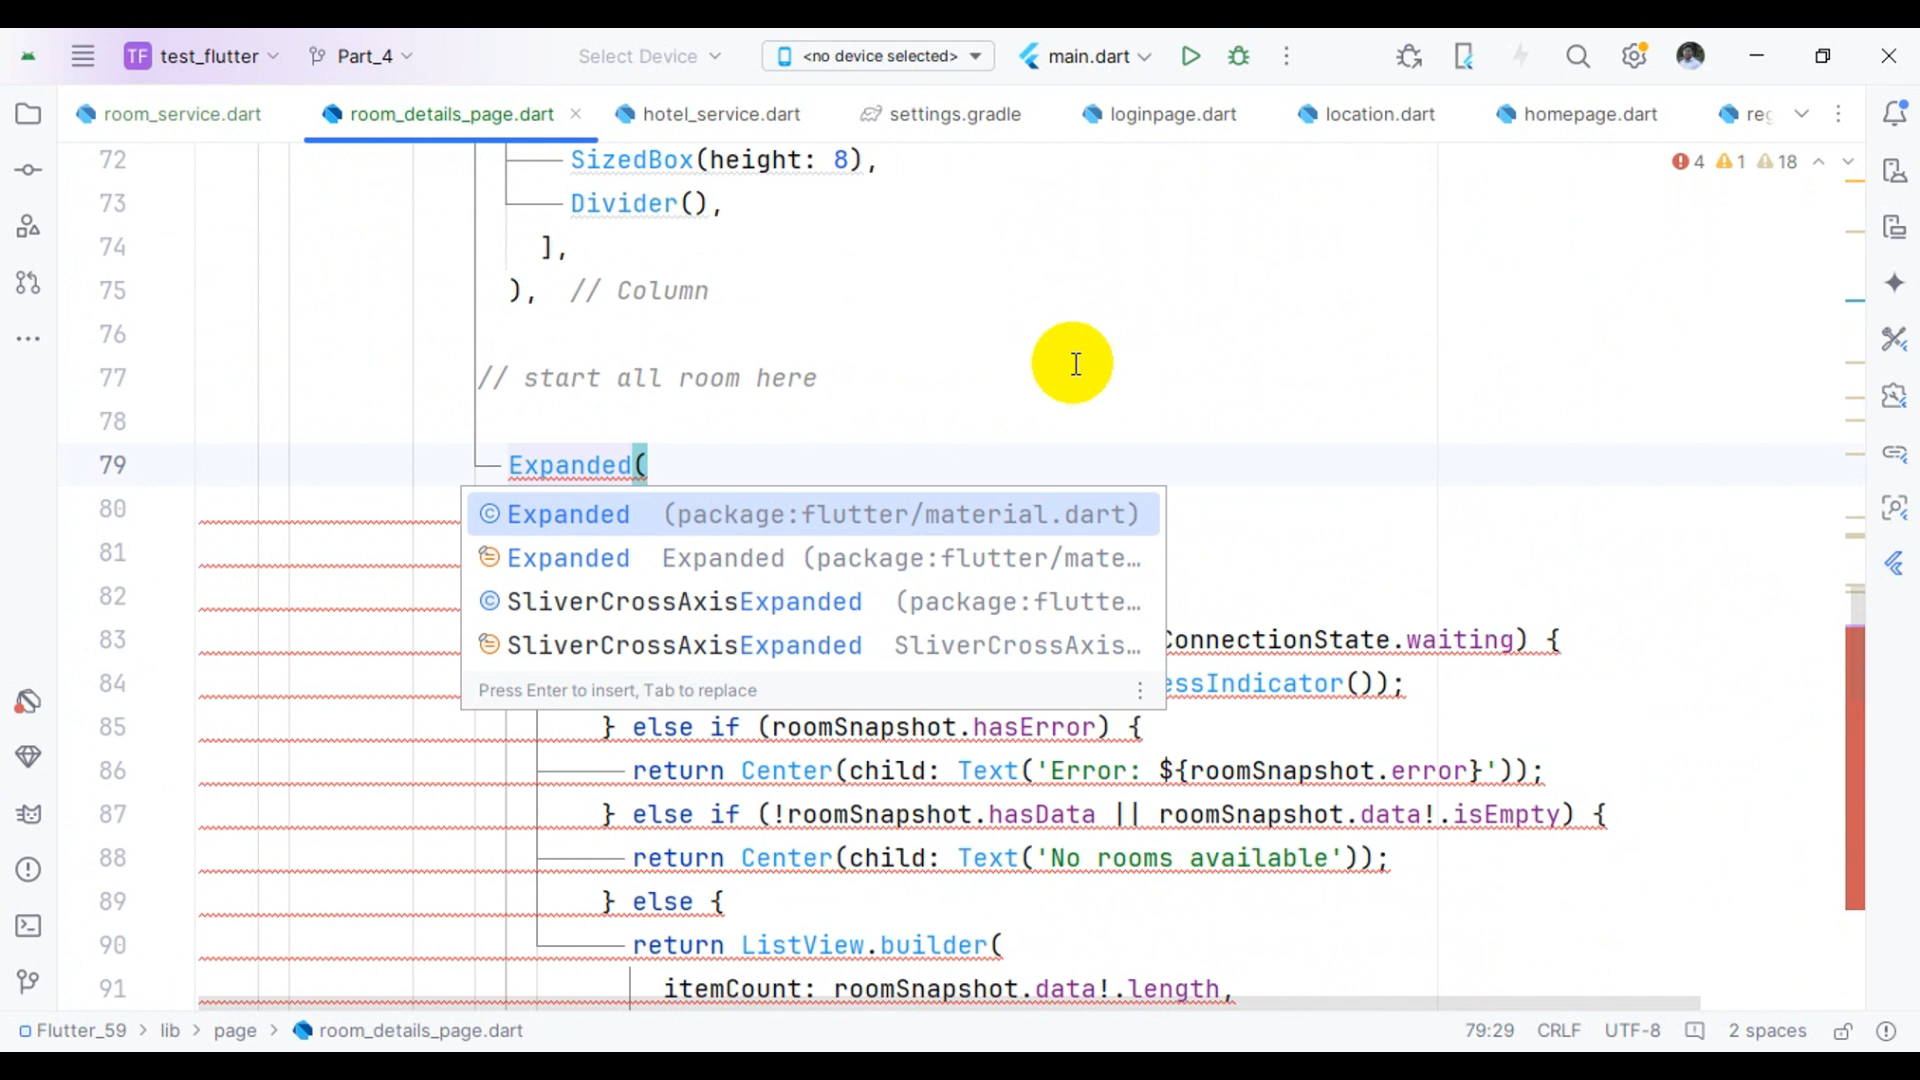 TF test_flutter Part_4 Select Device <no device selected> main.dart
room_service.dart room_details_page.dart hotel_service.dart settings.gradle loginpage.dart location.dart homepage.dart
4 1 18
72 SizedBox(height: 8),
73 Divider(),
74 ],
75 ), // Column
76
77 // start all room here
78
79 Expanded(
Expanded (package:flutter/material.dart)
Expanded Expanded (package:flutter/mate…
SliverCrossAxisExpanded (package:flutte…
SliverCrossAxisExpanded SliverCrossAxis…
Press Enter to insert, Tab to replace
80
81
82
83 ConnectionState.waiting) {
84 essIndicator());
85 } else if (roomSnapshot.hasError) {
86 return Center(child: Text('Error: ${roomSnapshot.error}'));
87 } else if (!roomSnapshot.hasData || roomSnapshot.data!.isEmpty) {
88 return Center(child: Text('No rooms available'));
89 } else {
90 return ListView.builder(
91 itemCount: roomSnapshot.data!.length,
Flutter_59 > lib > page > room_details_page.dart 79:29 CRLF UTF-8 2 spaces